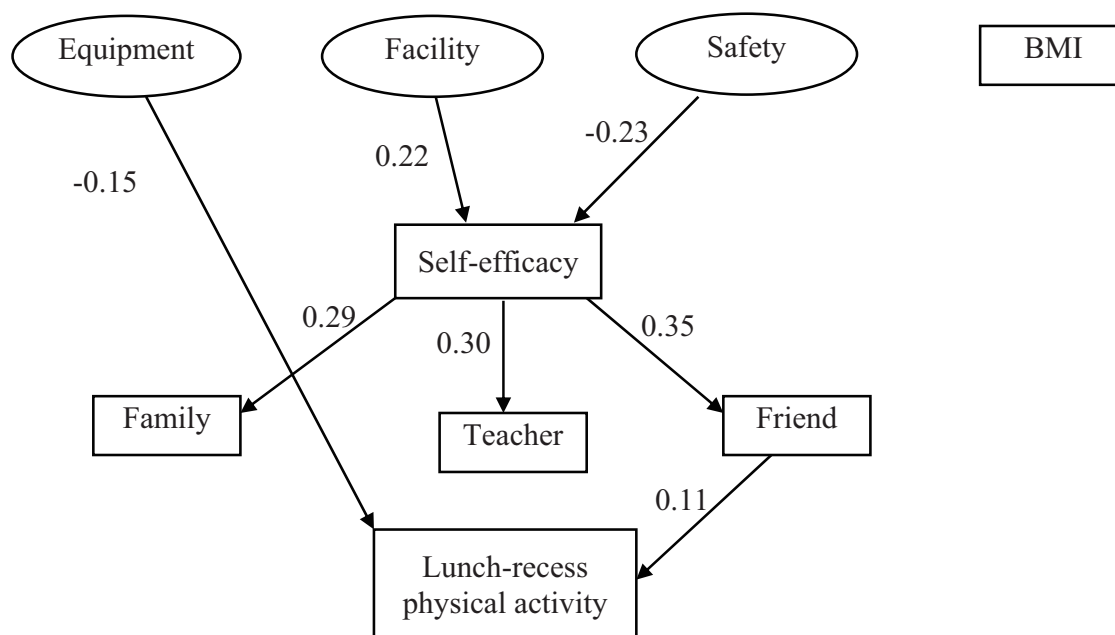 Equipment
Facility
Safety
BMI
-0.15
0.22
-0.23
Self-efficacy
0.29
0.30
0.35
Family
Teacher
Friend
0.11
Lunch-recess
physical activity